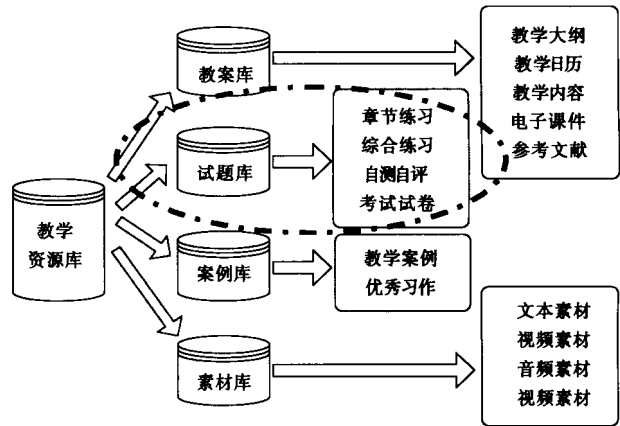 教案库
教学大纲
教学日历
教学内容
电子课件
参考文献
试题库
章节练习
综合练习
自测自评
考试试卷
教学
资源库
案例库
教学案例
优秀习作
素材库
文本素材
视频素材
音频素材
视频素材